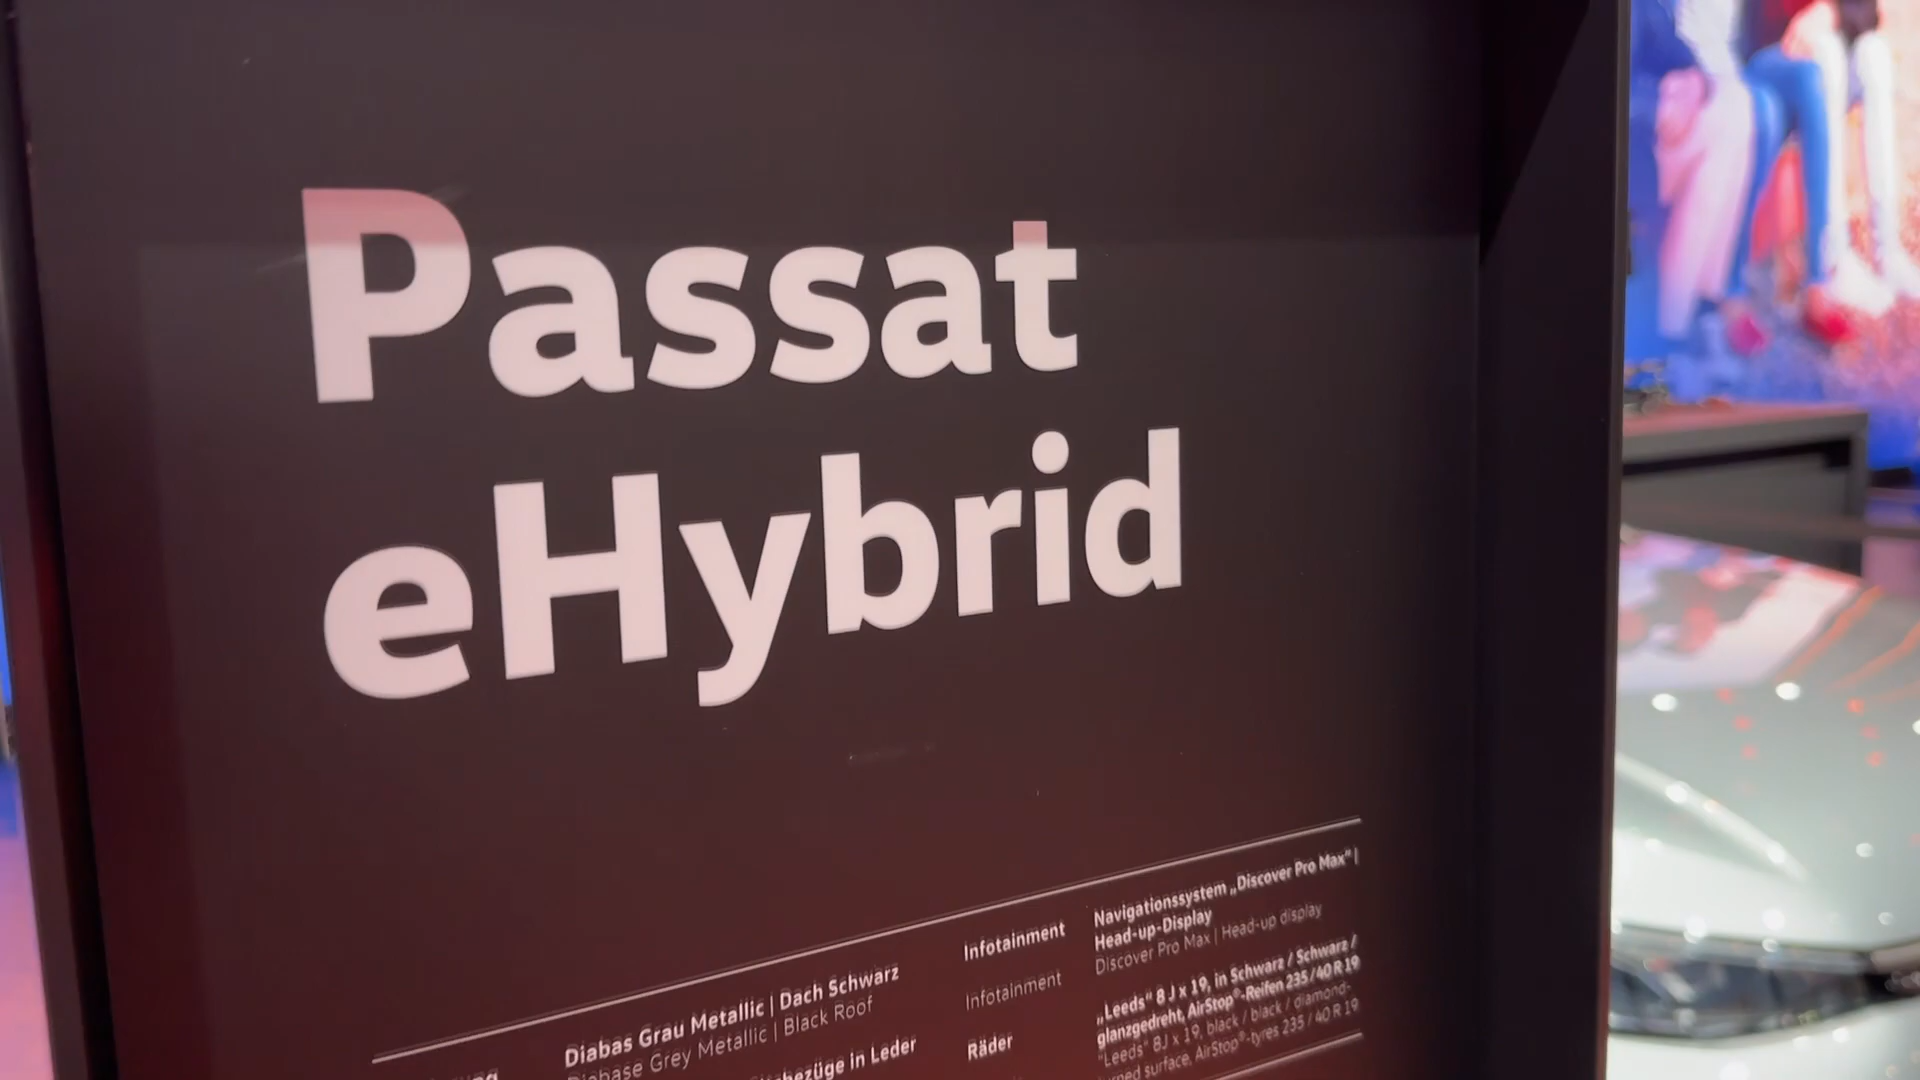 Passat
eHybrid
Diabas Grau Metallic | Dach Schwarz
Diabase Grey Metallic | Black Roof
in Leder
Infotainment
Infotainment
Navigationssystem „Discover Pro Max“ |
Head-up-Display
Discover Pro Max | Head-up display
Räder
„Leeds“ 8 J x 19, in Schwarz / Schwarz /
glanzgedreht, AirStop®-Reifen 235 / 40 R 19
"Leeds" 8J x 19, black / black / diamond-
surface, AirStop®-tyres 235 / 40 R 19